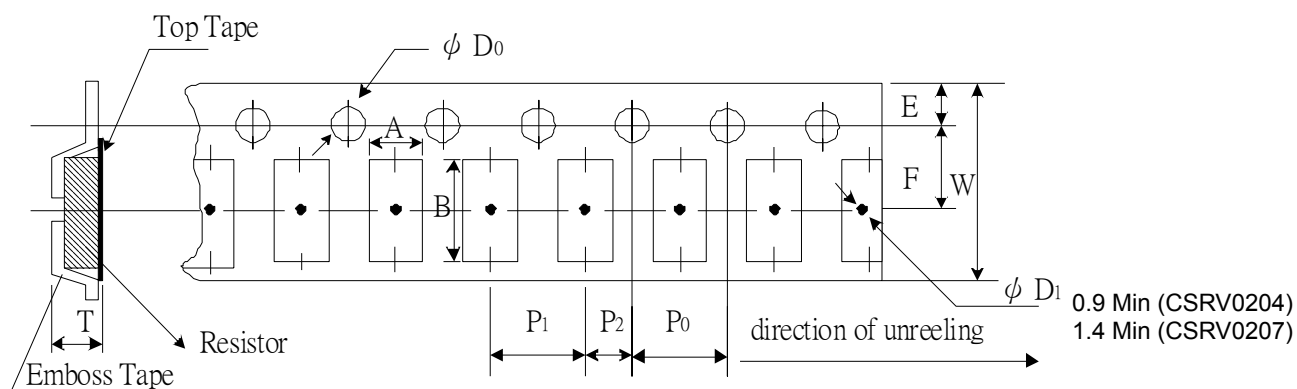 Top Tape
ϕ D0
A
E
F
W
B
ϕ D1
0.9 Min (CSRV0204)
1.4 Min (CSRV0207)
T
P1
P2
P0
direction of unreeling
Resistor
Emboss Tape